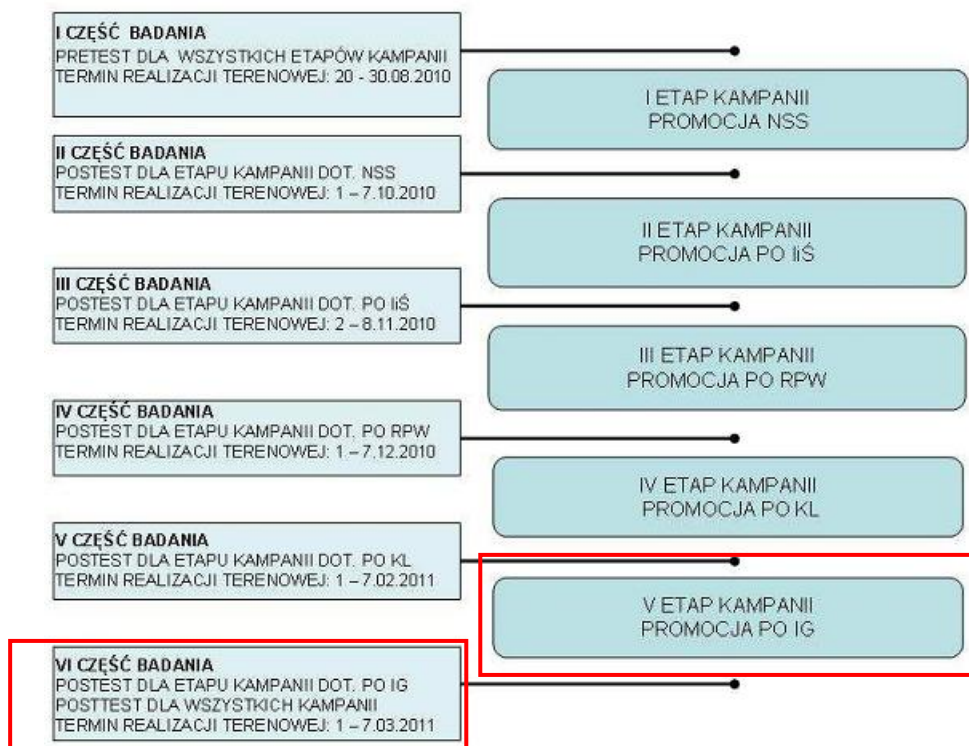 I CZĘŚĆ BADANIA
PRETEST DLA WSZYSTKICH ETAPÓW KAMPANII
TERMIN REALIZACJI TERENOWEJ: 20 - 30.08.2010
I ETAP KAMPANII
PROMOCJA NSS
II CZĘŚĆ BADANIA
POSTEST DLA ETAPU KAMPANII DOT. NSS
TERMIN REALIZACJI TERENOWEJ: 1 – 7.10.2010
II ETAP KAMPANII
PROMOCJA PO IiŚ
III CZĘŚĆ BADANIA
POSTEST DLA ETAPU KAMPANII DOT. PO IiŚ
TERMIN REALIZACJI TERENOWEJ: 2 – 8.11.2010
III ETAP KAMPANII
PROMOCJA PO RPW
IV CZĘŚĆ BADANIA
POSTEST DLA ETAPU KAMPANII DOT. PO RPW
TERMIN REALIZACJI TERENOWEJ: 1 – 7.12.2010
IV ETAP KAMPANII
PROMOCJA PO KL
V CZĘŚĆ BADANIA
POSTEST DLA ETAPU KAMPANII DOT. PO KL
TERMIN REALIZACJI TERENOWEJ: 1 – 7.02.2011
V ETAP KAMPANII
PROMOCJA PO IG
VI CZĘŚĆ BADANIA
POSTEST DLA ETAPU KAMPANII DOT. PO IG
POSTTEST DLA WSZYSTKICH KAMPANII
TERMIN REALIZACJI TERENOWEJ: 1 – 7.03.2011